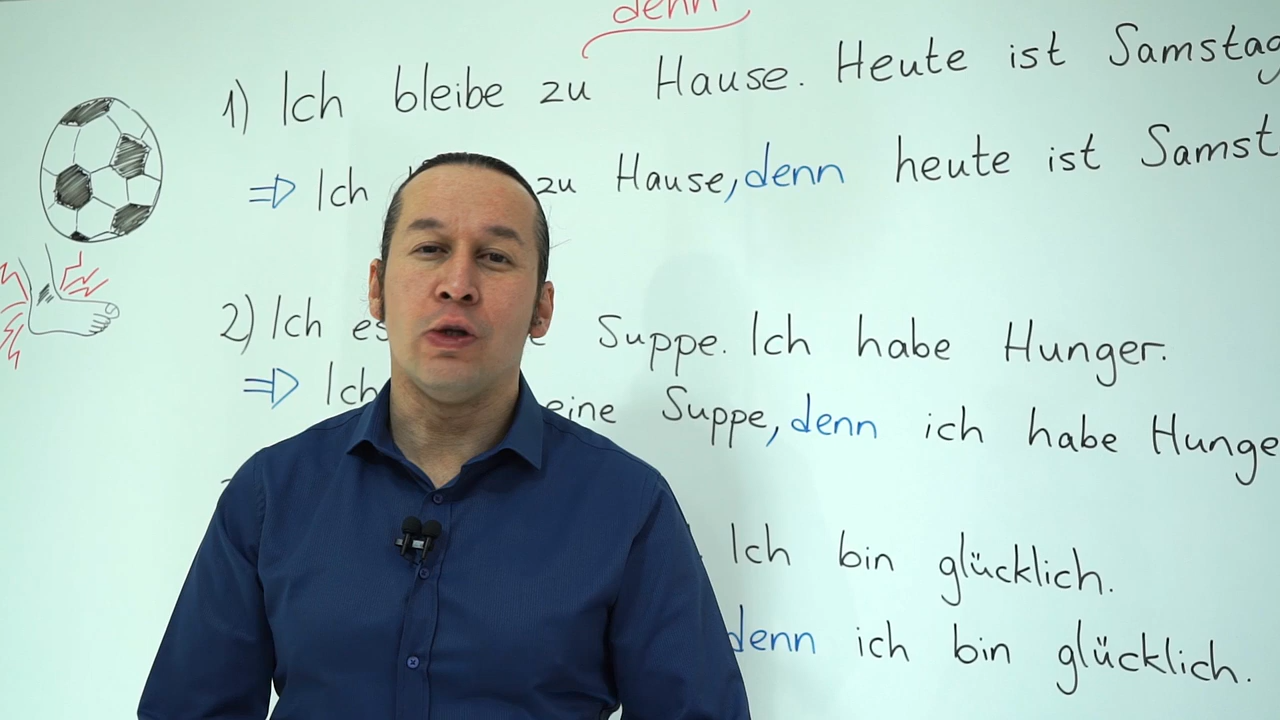 denn
1) Ich bleibe zu Hause. Heute ist Samstag
⇒ Ich zu Hause, denn heute ist Samst
2) Ich Suppe. Ich habe Hunger.
⇒ Ich Suppe, denn ich habe Hunge
Ich bin glücklich.
denn ich bin glücklich.